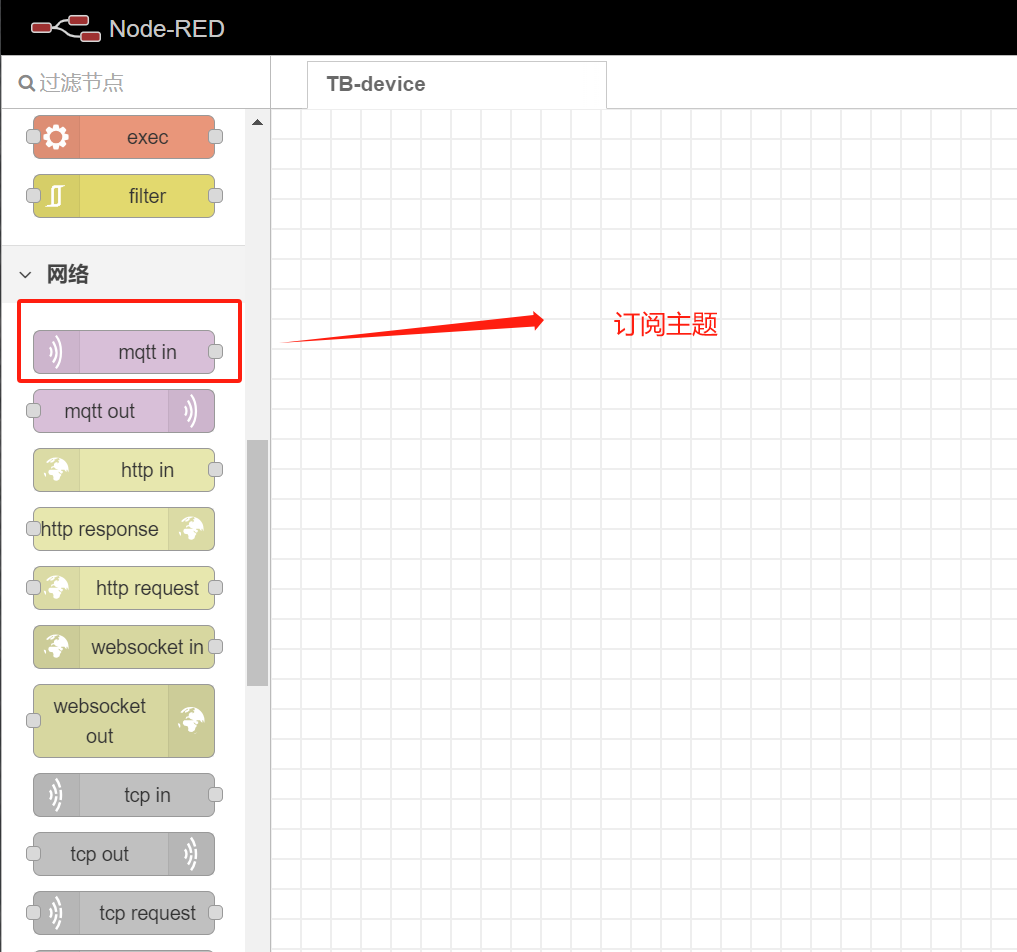 Node-RED
过滤节点
TB-device
exec
filter
网络
mqtt in
订阅主题
mqtt out
http in
http response
http request
websocket in
websocket
out
tcp in
tcp out
tcp request